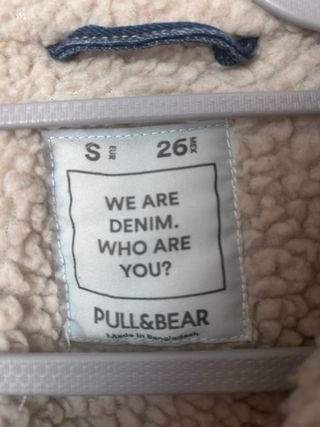 S EUR 26 MEX
WE ARE
DENIM.
WHO ARE
YOU?
PULL&BEAR
Made in Bangladesh